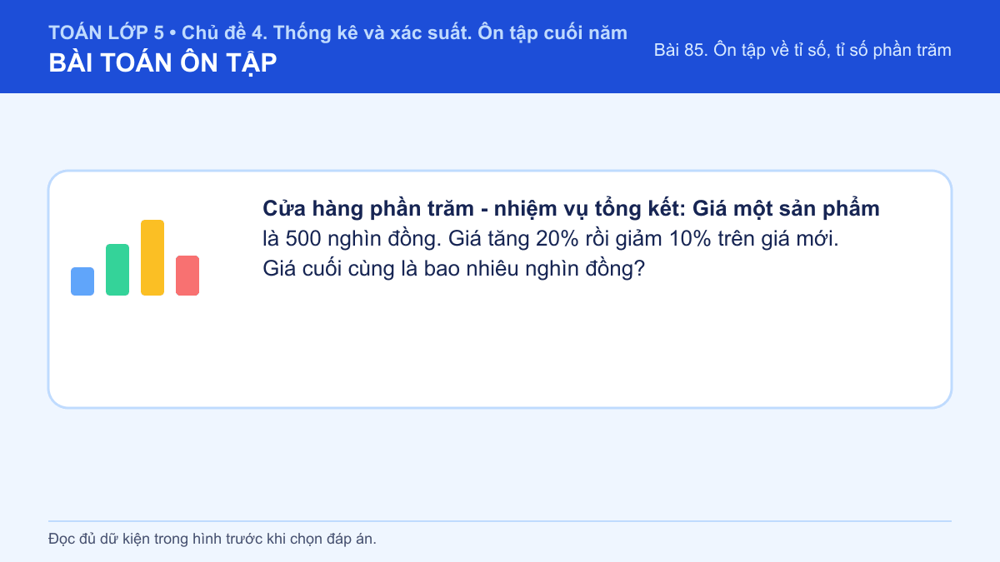 TOÁN LỚP 5 • Chủ đề 4. Thống kê và xác suất. Ôn tập cuối năm
BÀI TOÁN ÔN TẬP
Bài 85. Ôn tập về tỉ số, tỉ số phần trăm
Cửa hàng phần trăm - nhiệm vụ tổng kết: Giá một sản phẩm
là 500 nghìn đồng. Giá tăng 20% rồi giảm 10% trên giá mới.
Giá cuối cùng là bao nhiêu nghìn đồng?
Đọc đủ dữ kiện trong hình trước khi chọn đáp án.